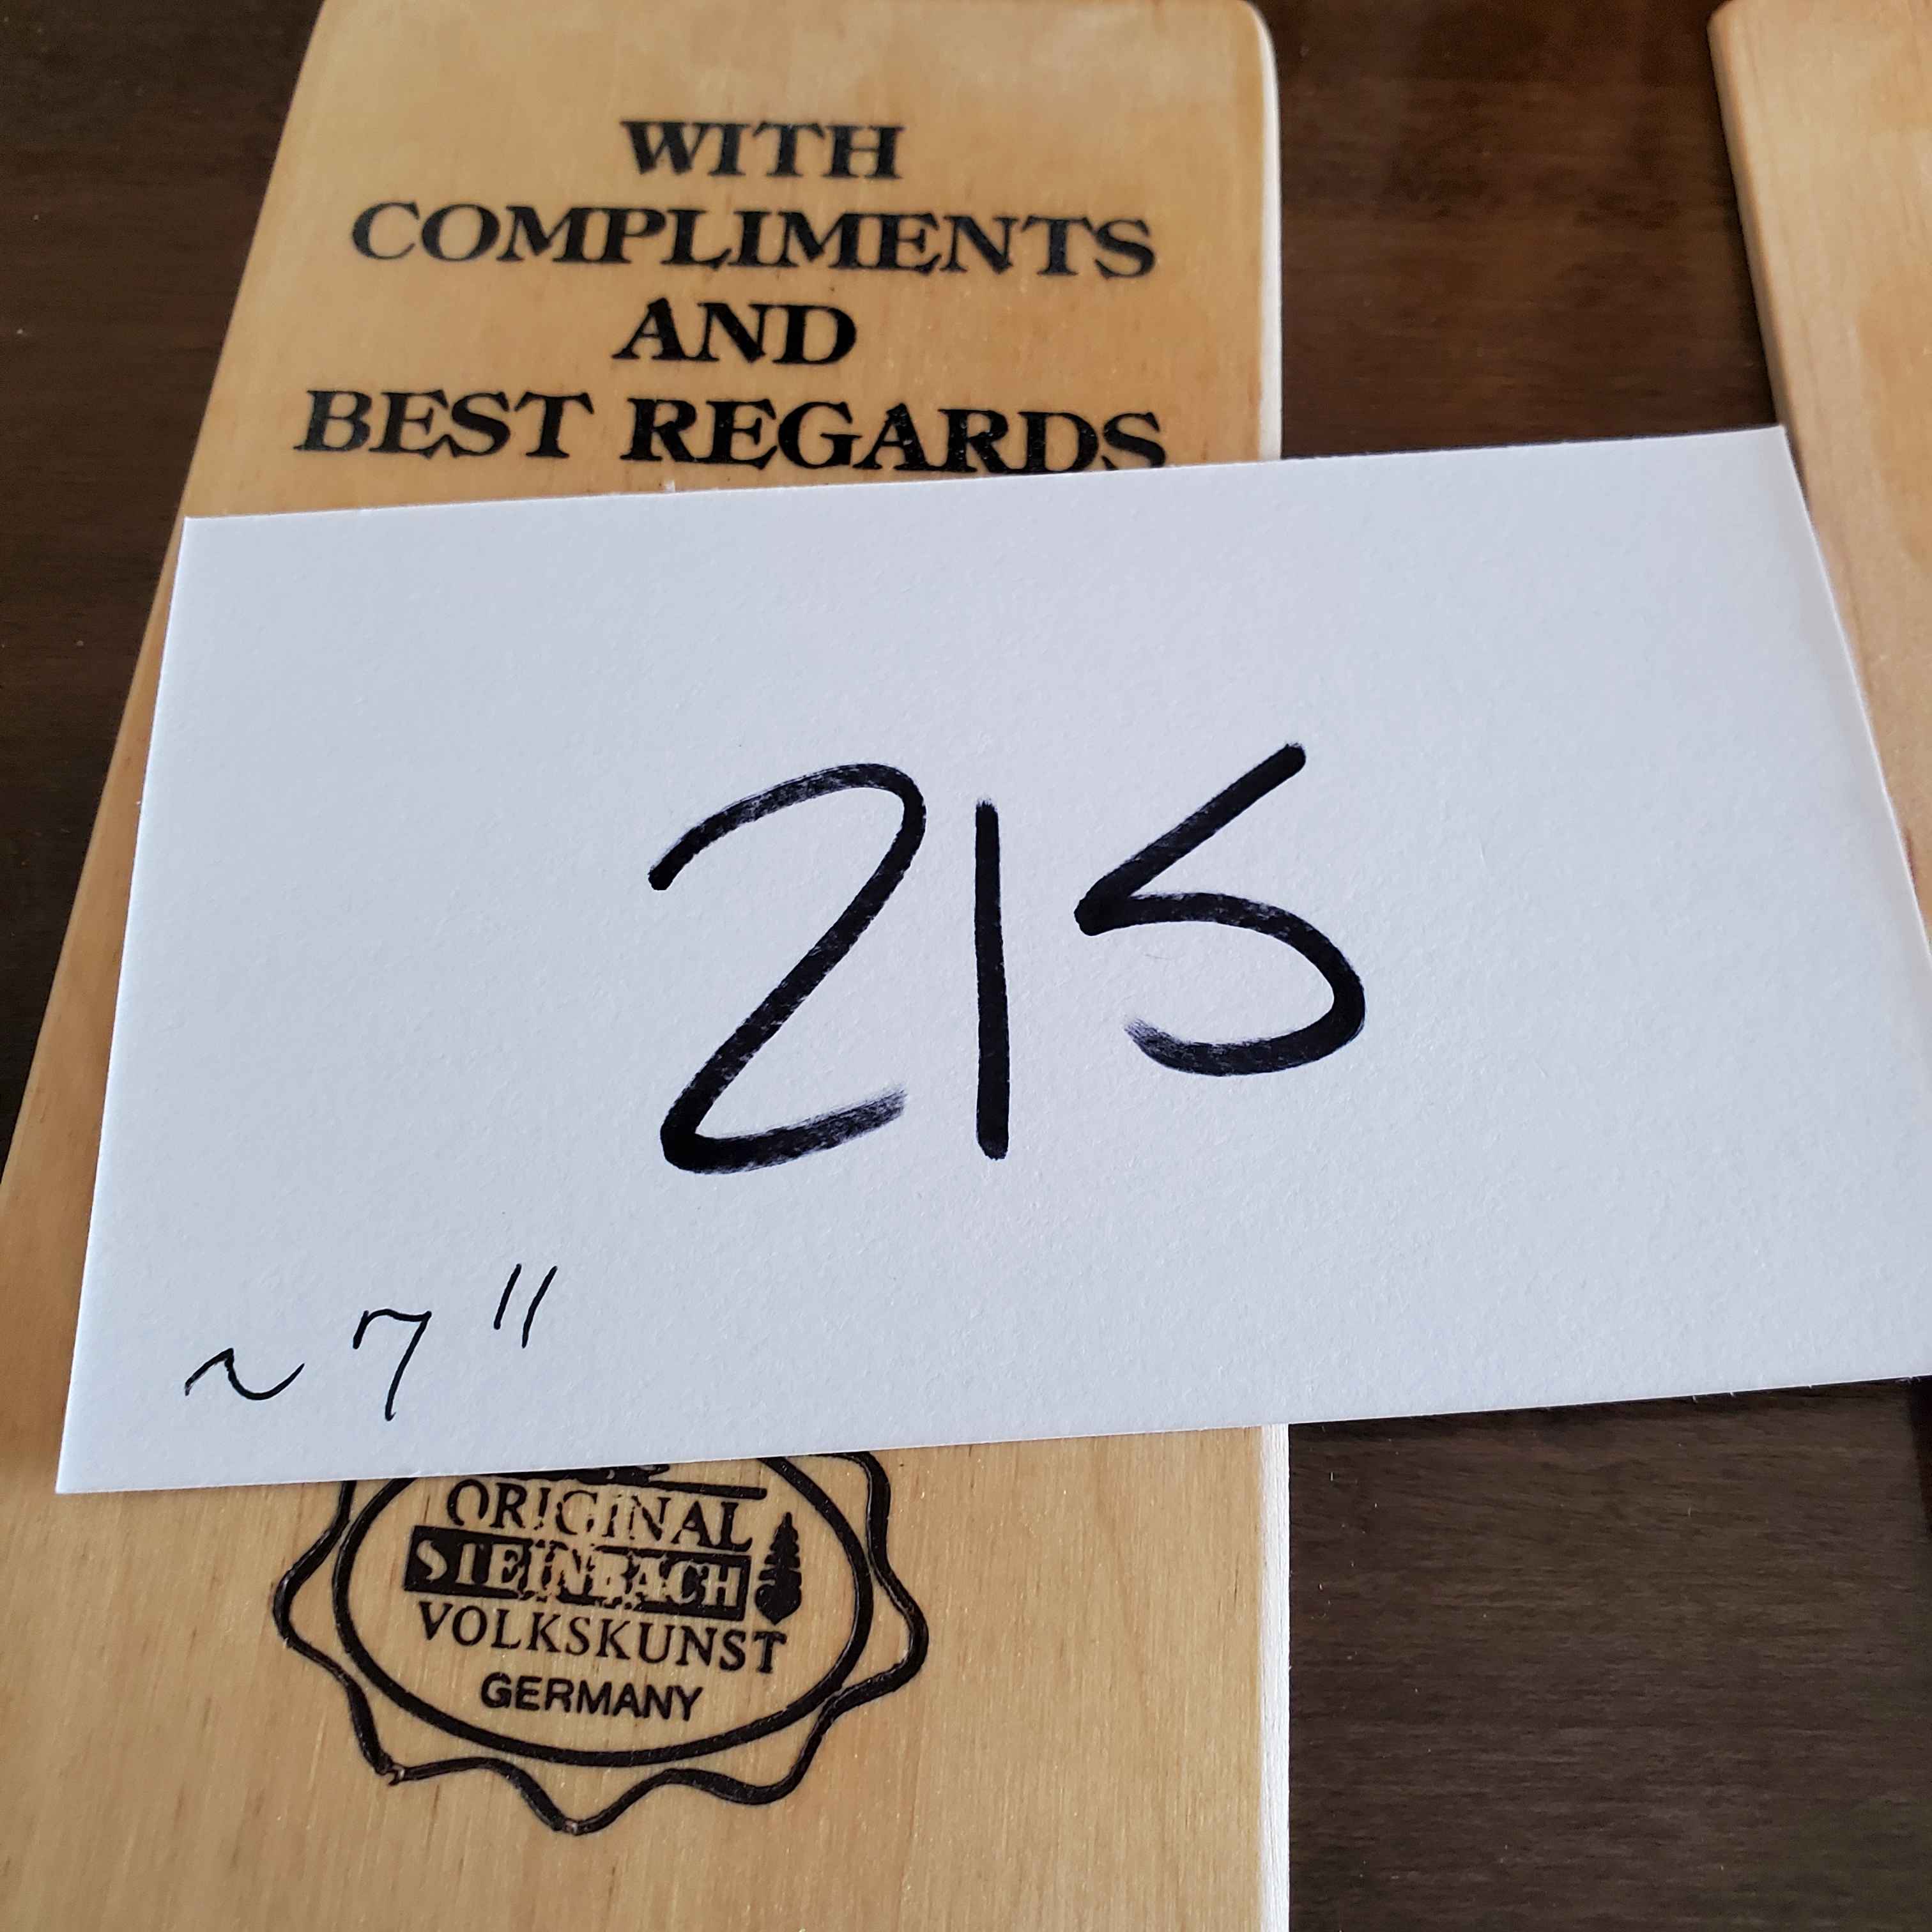 WITH
COMPLIMENTS
AND
BEST REGARDS
215
~7"
ORIGINAL
STEINBACH
VOLKSKUNST
GERMANY